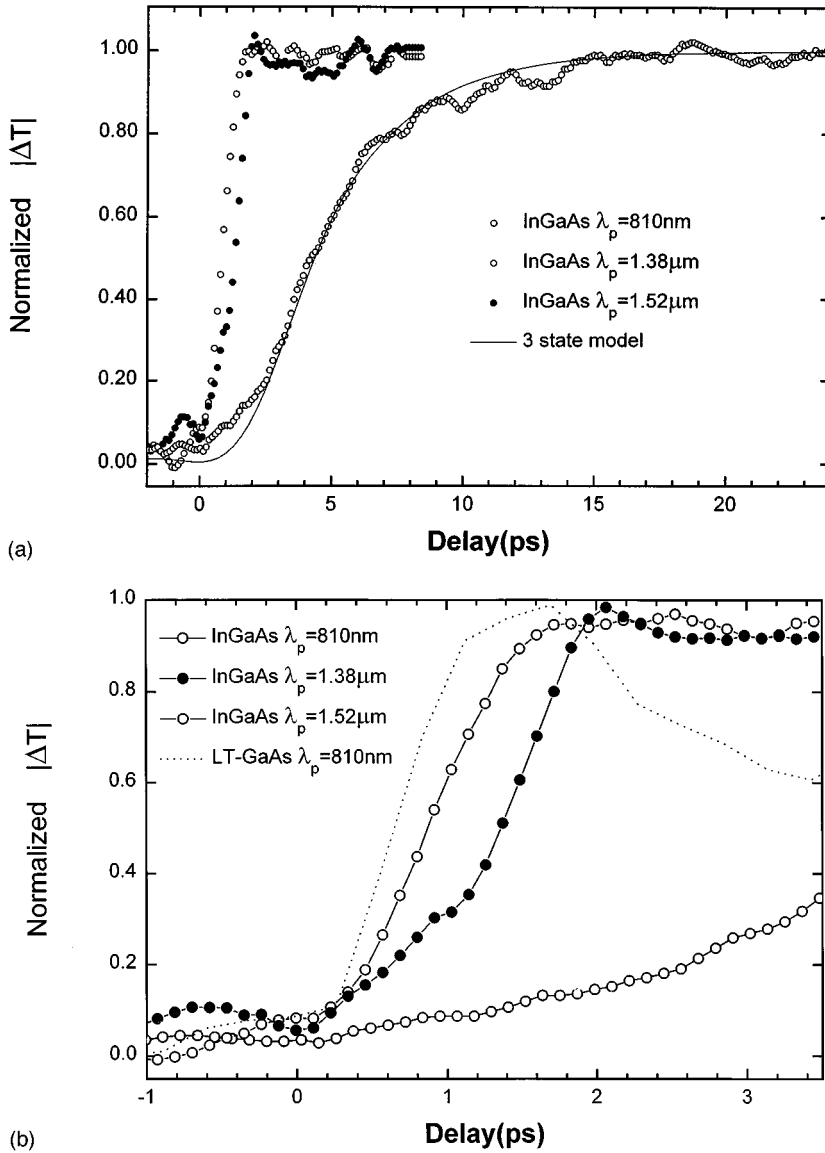 1.00
0.80
0.60
0.40
0.20
0.00
Normalized |ΔT|
InGaAs λp=810nm
InGaAs λp=1.38μm
InGaAs λp=1.52μm
3 state model
0 5 10 15 20
Delay(ps)
(a)
1.0
0.8
0.6
0.4
0.2
0.0
Normalized |ΔT|
InGaAs λp=810nm
InGaAs λp=1.38μm
InGaAs λp=1.52μm
LT-GaAs λp=810nm
-1 0 1 2 3
Delay(ps)
(b)